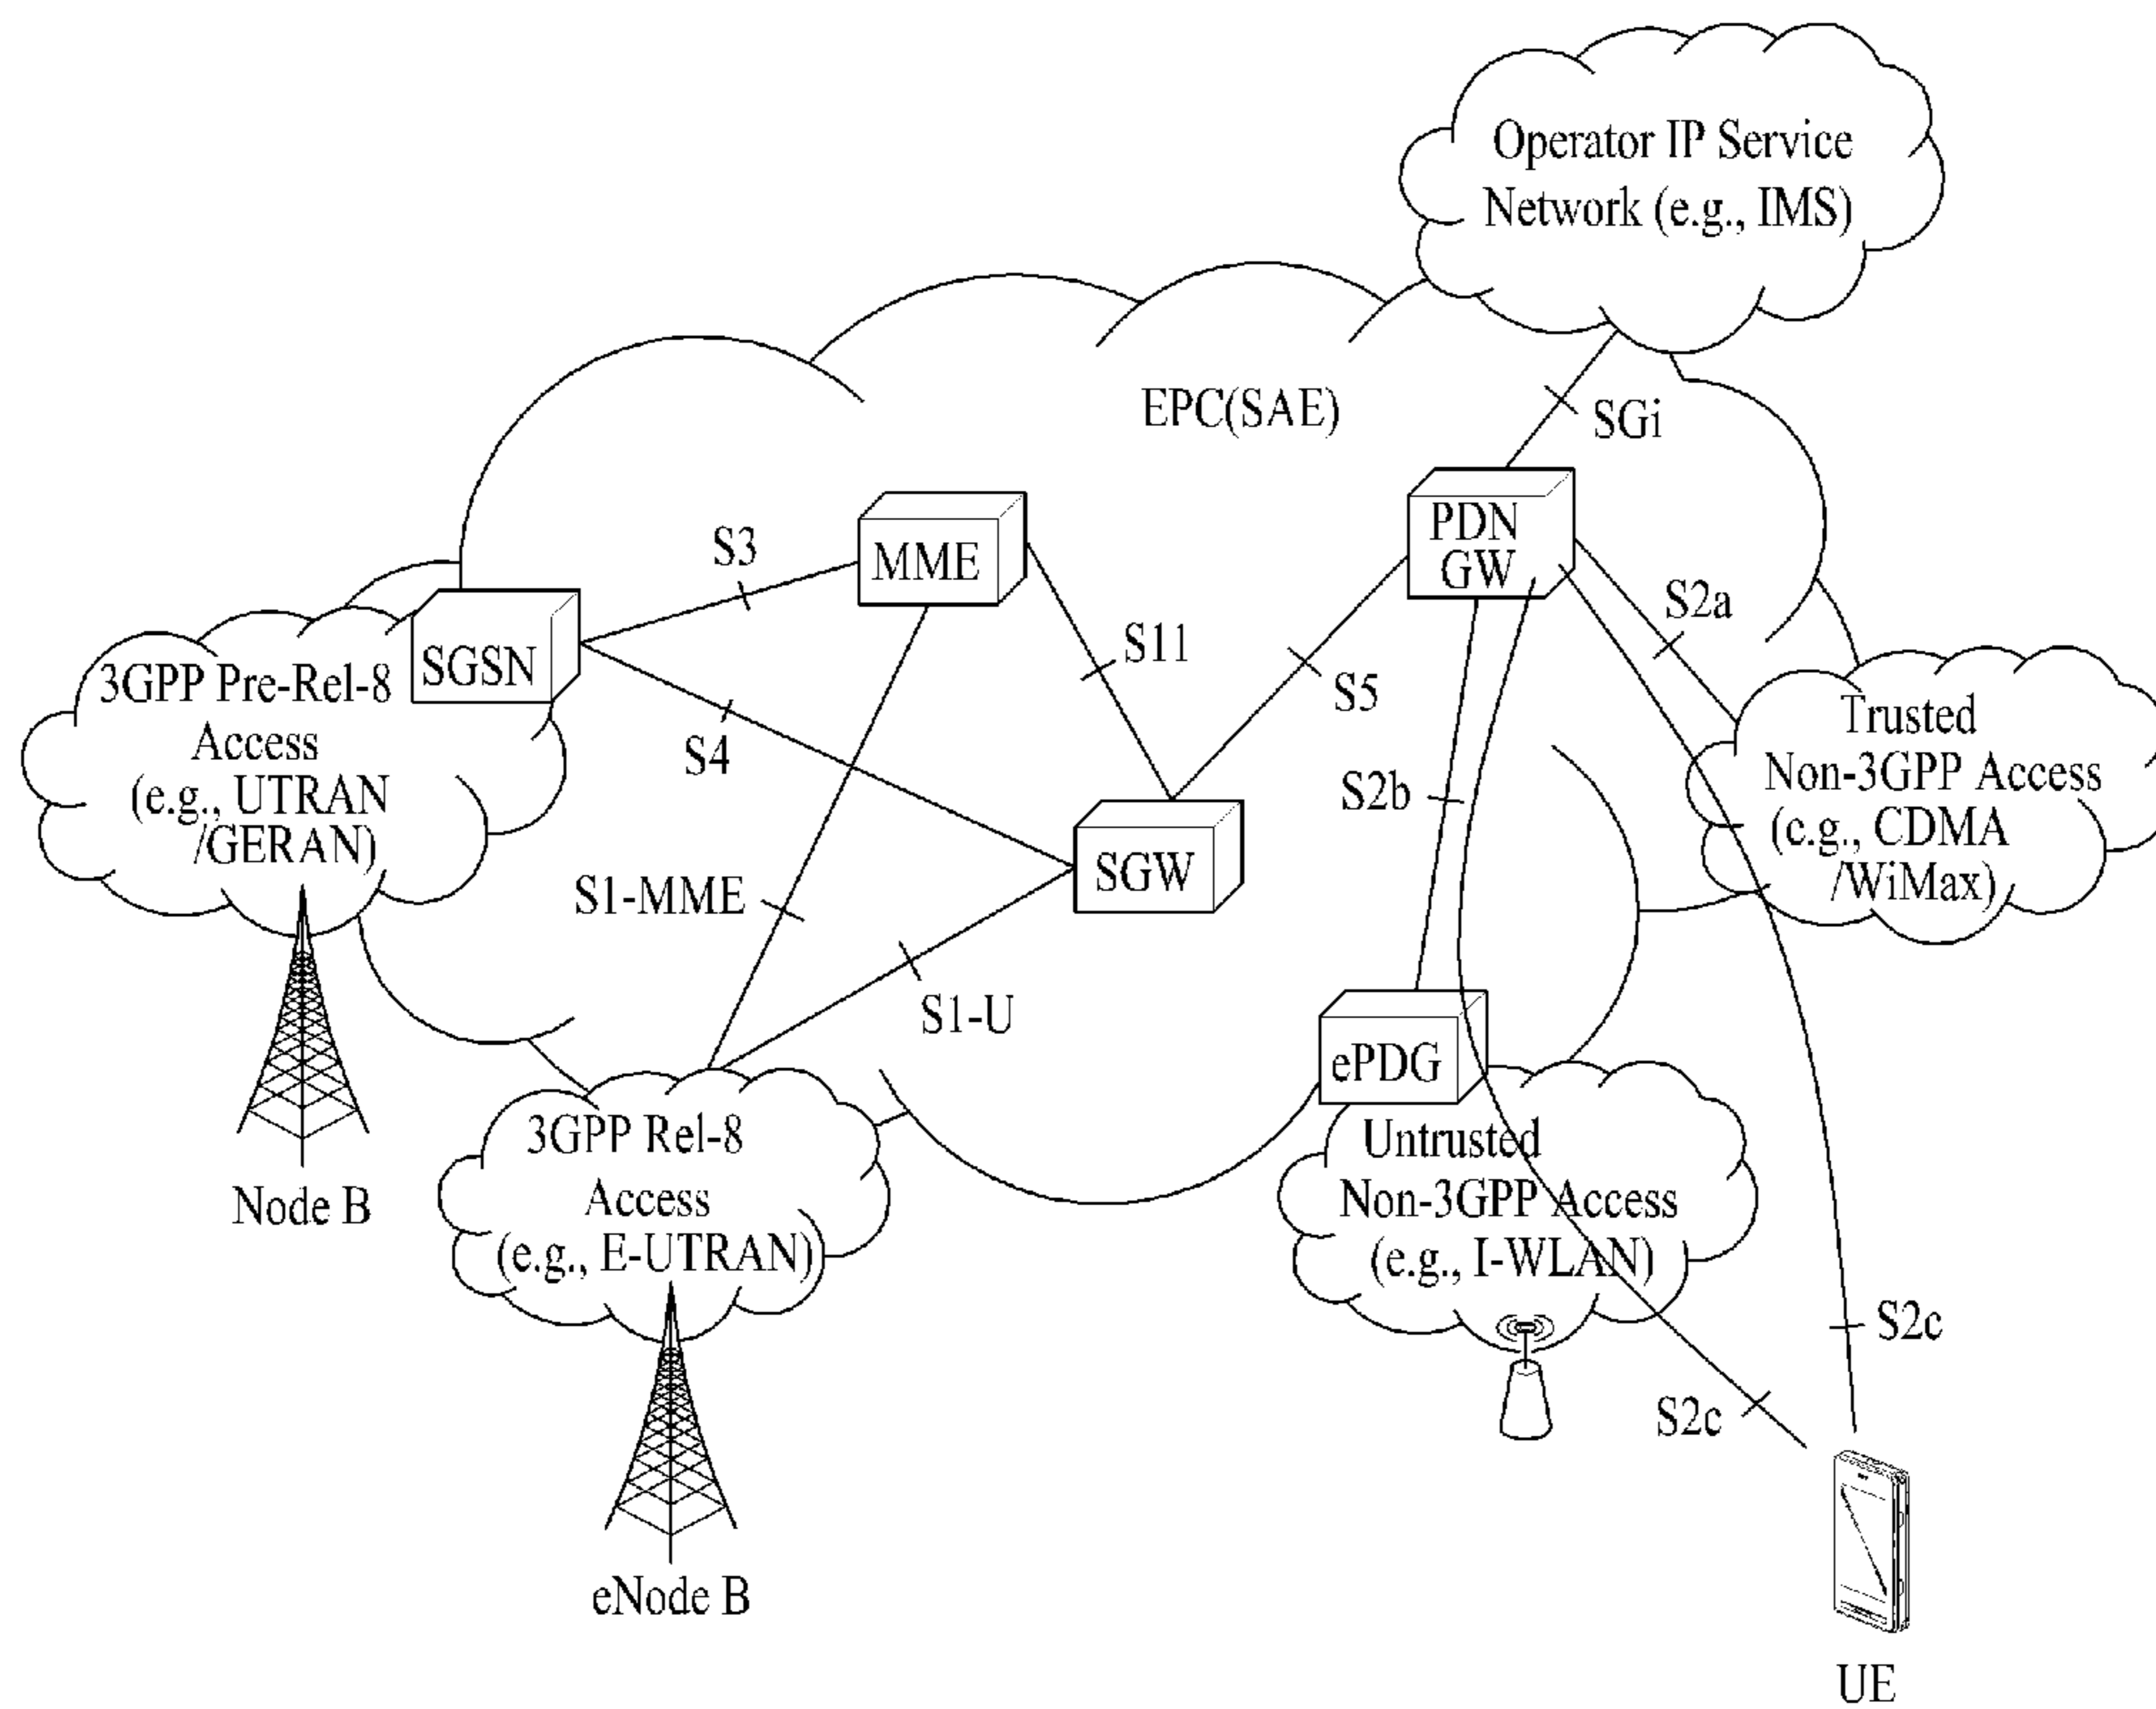 Operator IP Service
Network (e.g., IMS)
EPC(SAE)
SGi
PDN
GW
MME
S3
S2a
S11
SGSN
3GPP Pre-Rel-8
Access
(e.g., UTRAN
/GERAN)
S5
S4
Trusted
Non-3GPP Access
(c.g., CDMA
/WiMax)
S2b
SGW
S1-MME
S1-U
ePDG
3GPP Rel-8
Access
(e.g., E-UTRAN)
Untrusted
Non-3GPP Access
(e.g., I-WLAN)
Node B
S2c
S2c
eNode B
UE